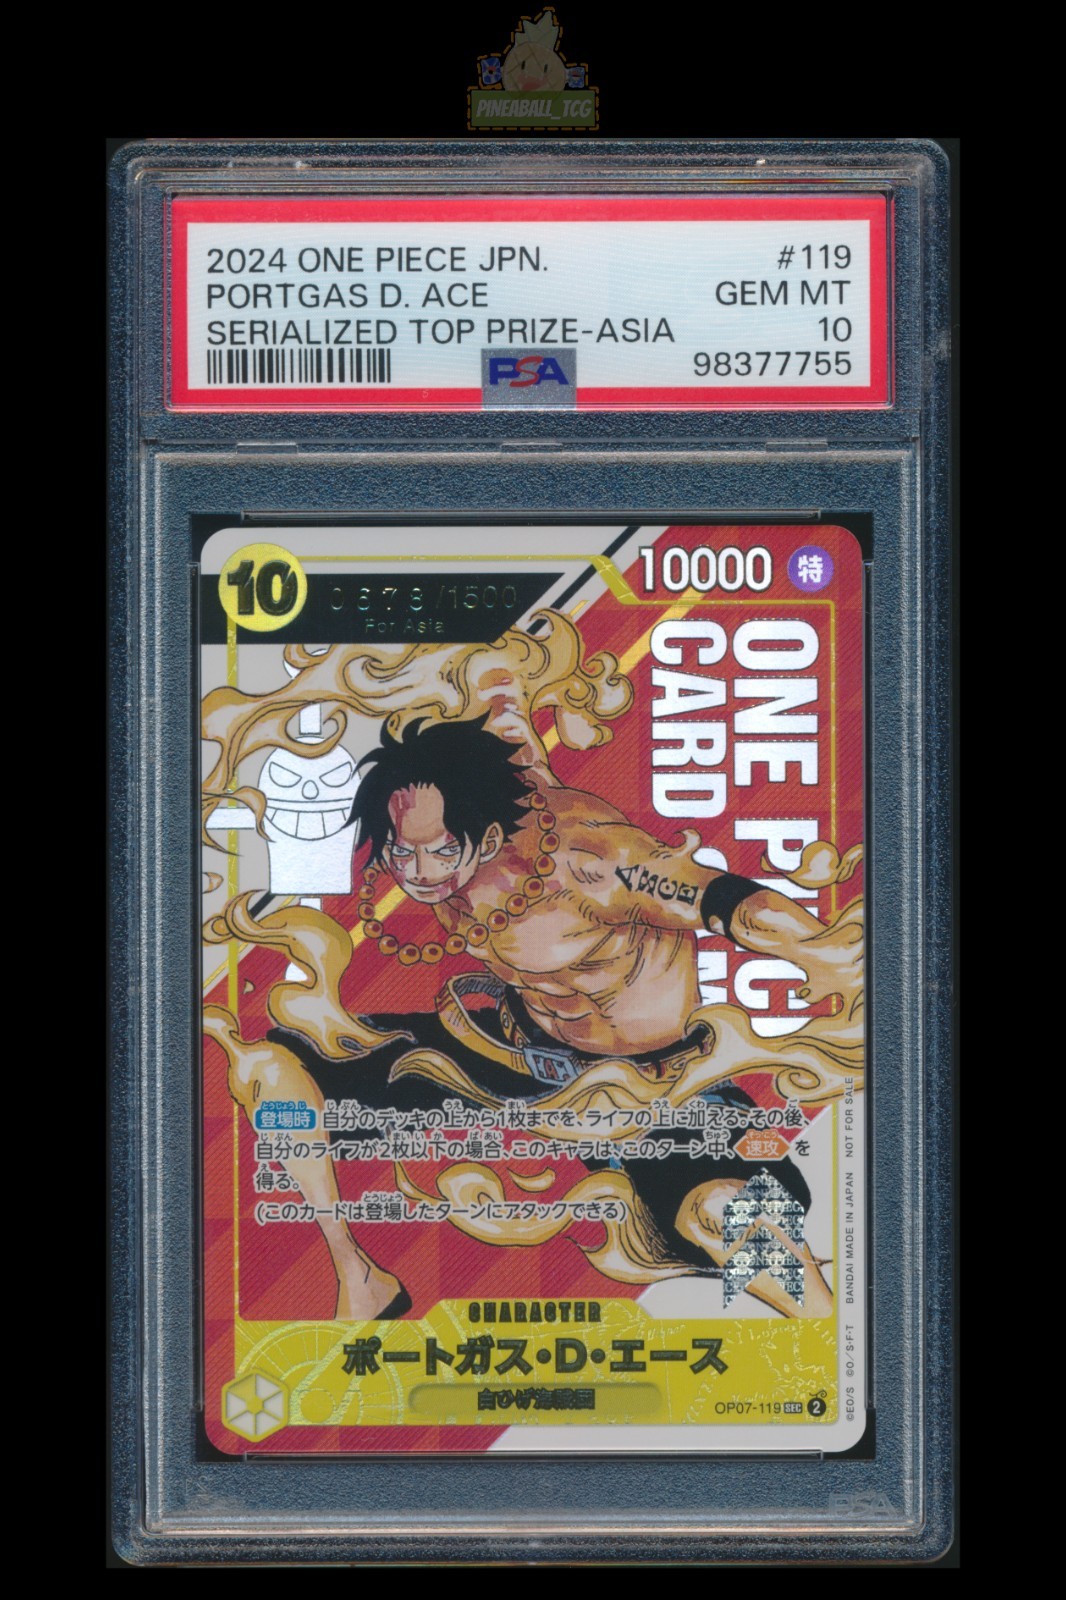 PINEABALL_TCG
2024 ONE PIECE JPN. #119
PORTGAS D. ACE GEM MT
SERIALIZED TOP PRIZE-ASIA 10
PSA 98377755
10 0678/1500 10000 特
For Asia
ONE PIECE
CARD
ASCE
登場時 自分のデッキの上から1枚までを、ライフの上に加える。その後、
自分のライフが2枚以下の場合、このキャラは、このターン中、速攻 を
得る。
(このカードは登場したターンにアタックできる)
CHARACTER
ポートガス・D・エース
白ひげ海賊団
OP07-119 SEC 2
©EO/S ©O/S・F・T BANDAI MADE IN JAPAN NOT FOR SALE
PSA